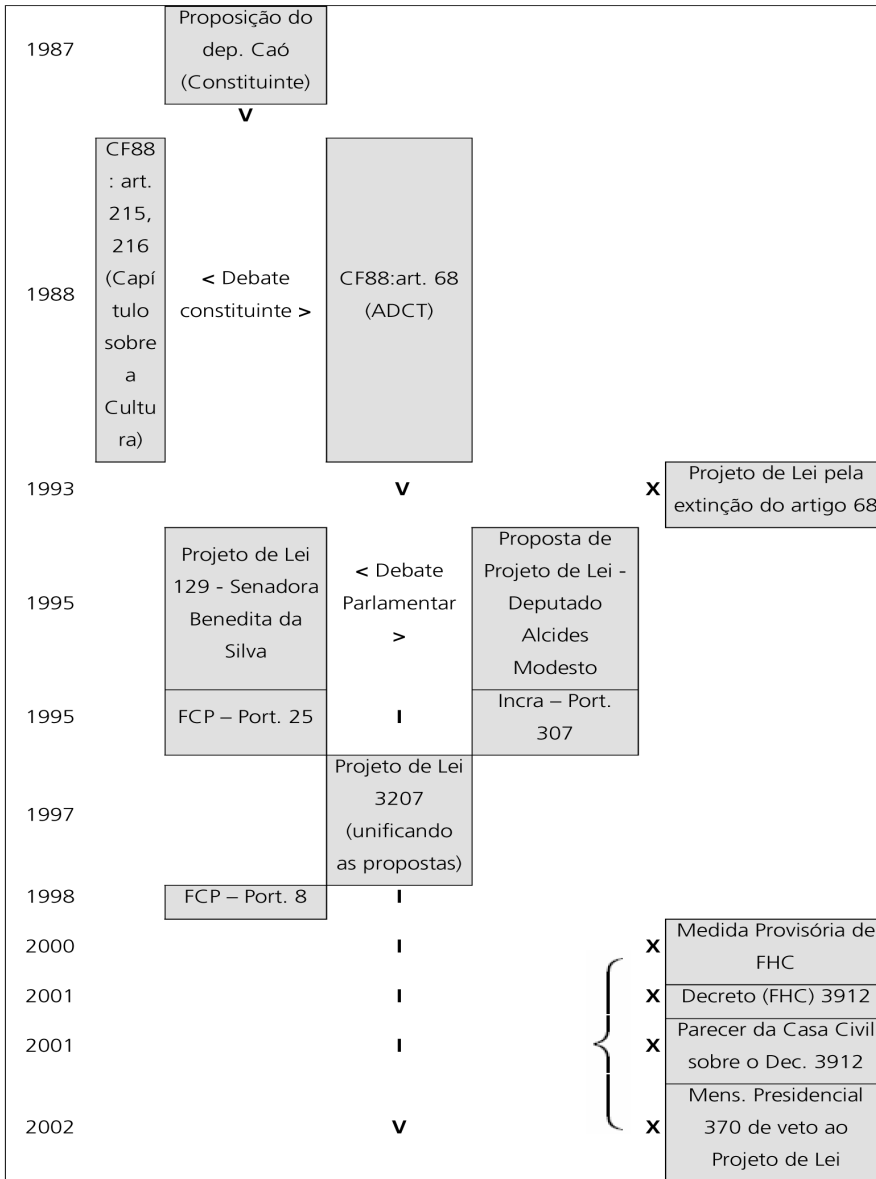 1987
Proposição do
dep. Caó
(Constituinte)
V
1988
CF88
: art.
215,
216
(Capí
tulo
sobre
a
Cultu
ra)
< Debate
constituinte >
CF88:art. 68
(ADCT)
1993
V
X
Projeto de Lei pela
extinção do artigo 68
1995
Projeto de Lei
129 - Senadora
Benedita da
Silva
< Debate
Parlamentar
>
Proposta de
Projeto de Lei -
Deputado
Alcides
Modesto
1995
FCP – Port. 25
I
Incra – Port.
307
1997
Projeto de Lei
3207
(unificando
as propostas)
1998
FCP – Port. 8
I
2000
I
X
Medida Provisória de
FHC
2001
I
X
Decreto (FHC) 3912
2001
I
X
Parecer da Casa Civil
sobre o Dec. 3912
2002
V
X
Mens. Presidencial
370 de veto ao
Projeto de Lei